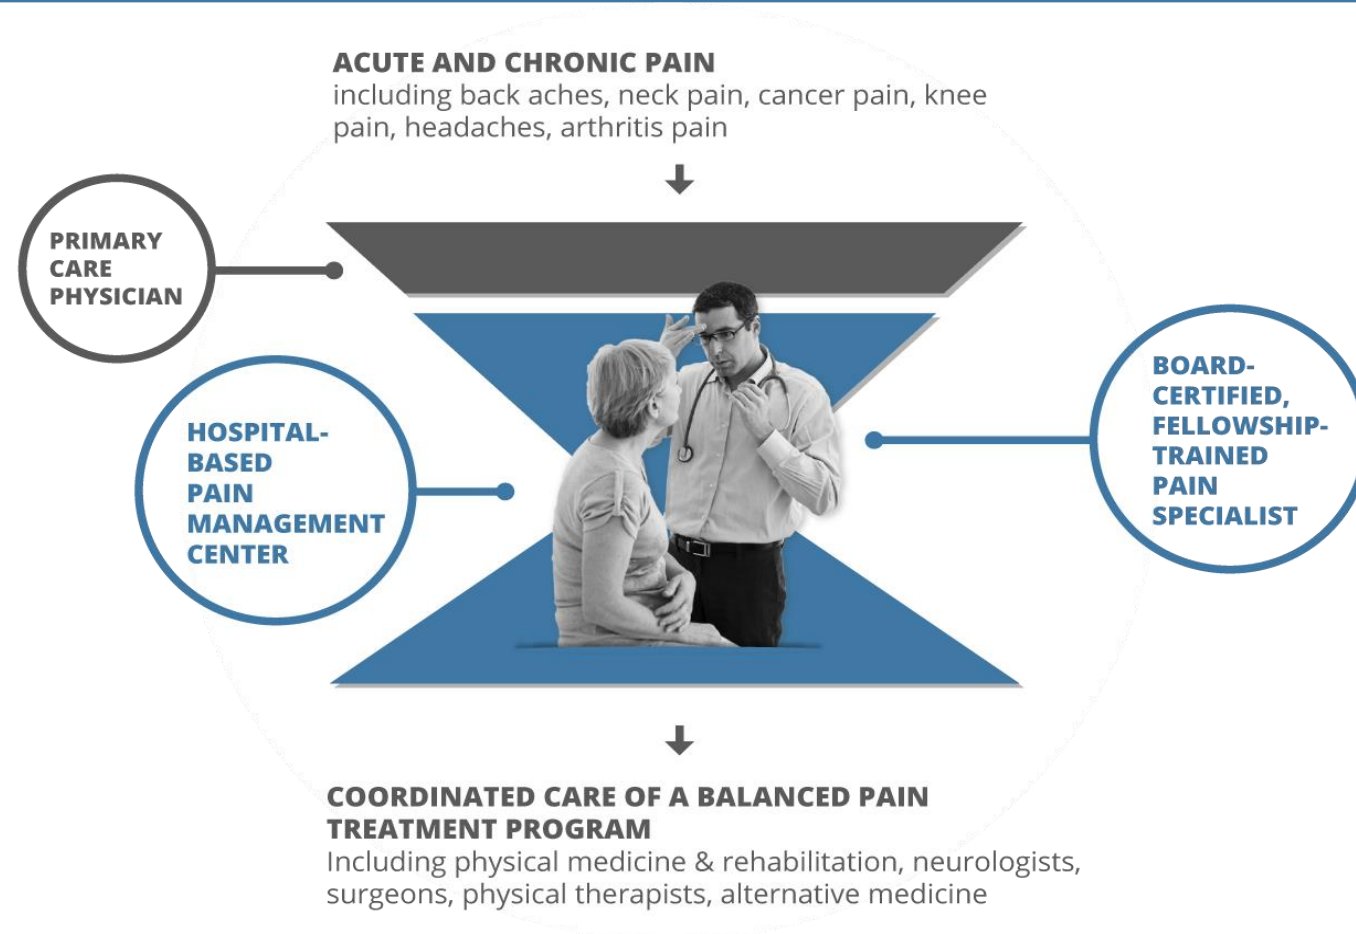 ACUTE AND CHRONIC PAIN
including back aches, neck pain, cancer pain, knee
pain, headaches, arthritis pain
PRIMARY
CARE
PHYSICIAN
HOSPITAL-
BASED
PAIN
MANAGEMENT
CENTER
BOARD-
CERTIFIED,
FELLOWSHIP-
TRAINED
PAIN
SPECIALIST
COORDINATED CARE OF A BALANCED PAIN
TREATMENT PROGRAM
Including physical medicine & rehabilitation, neurologists,
surgeons, physical therapists, alternative medicine